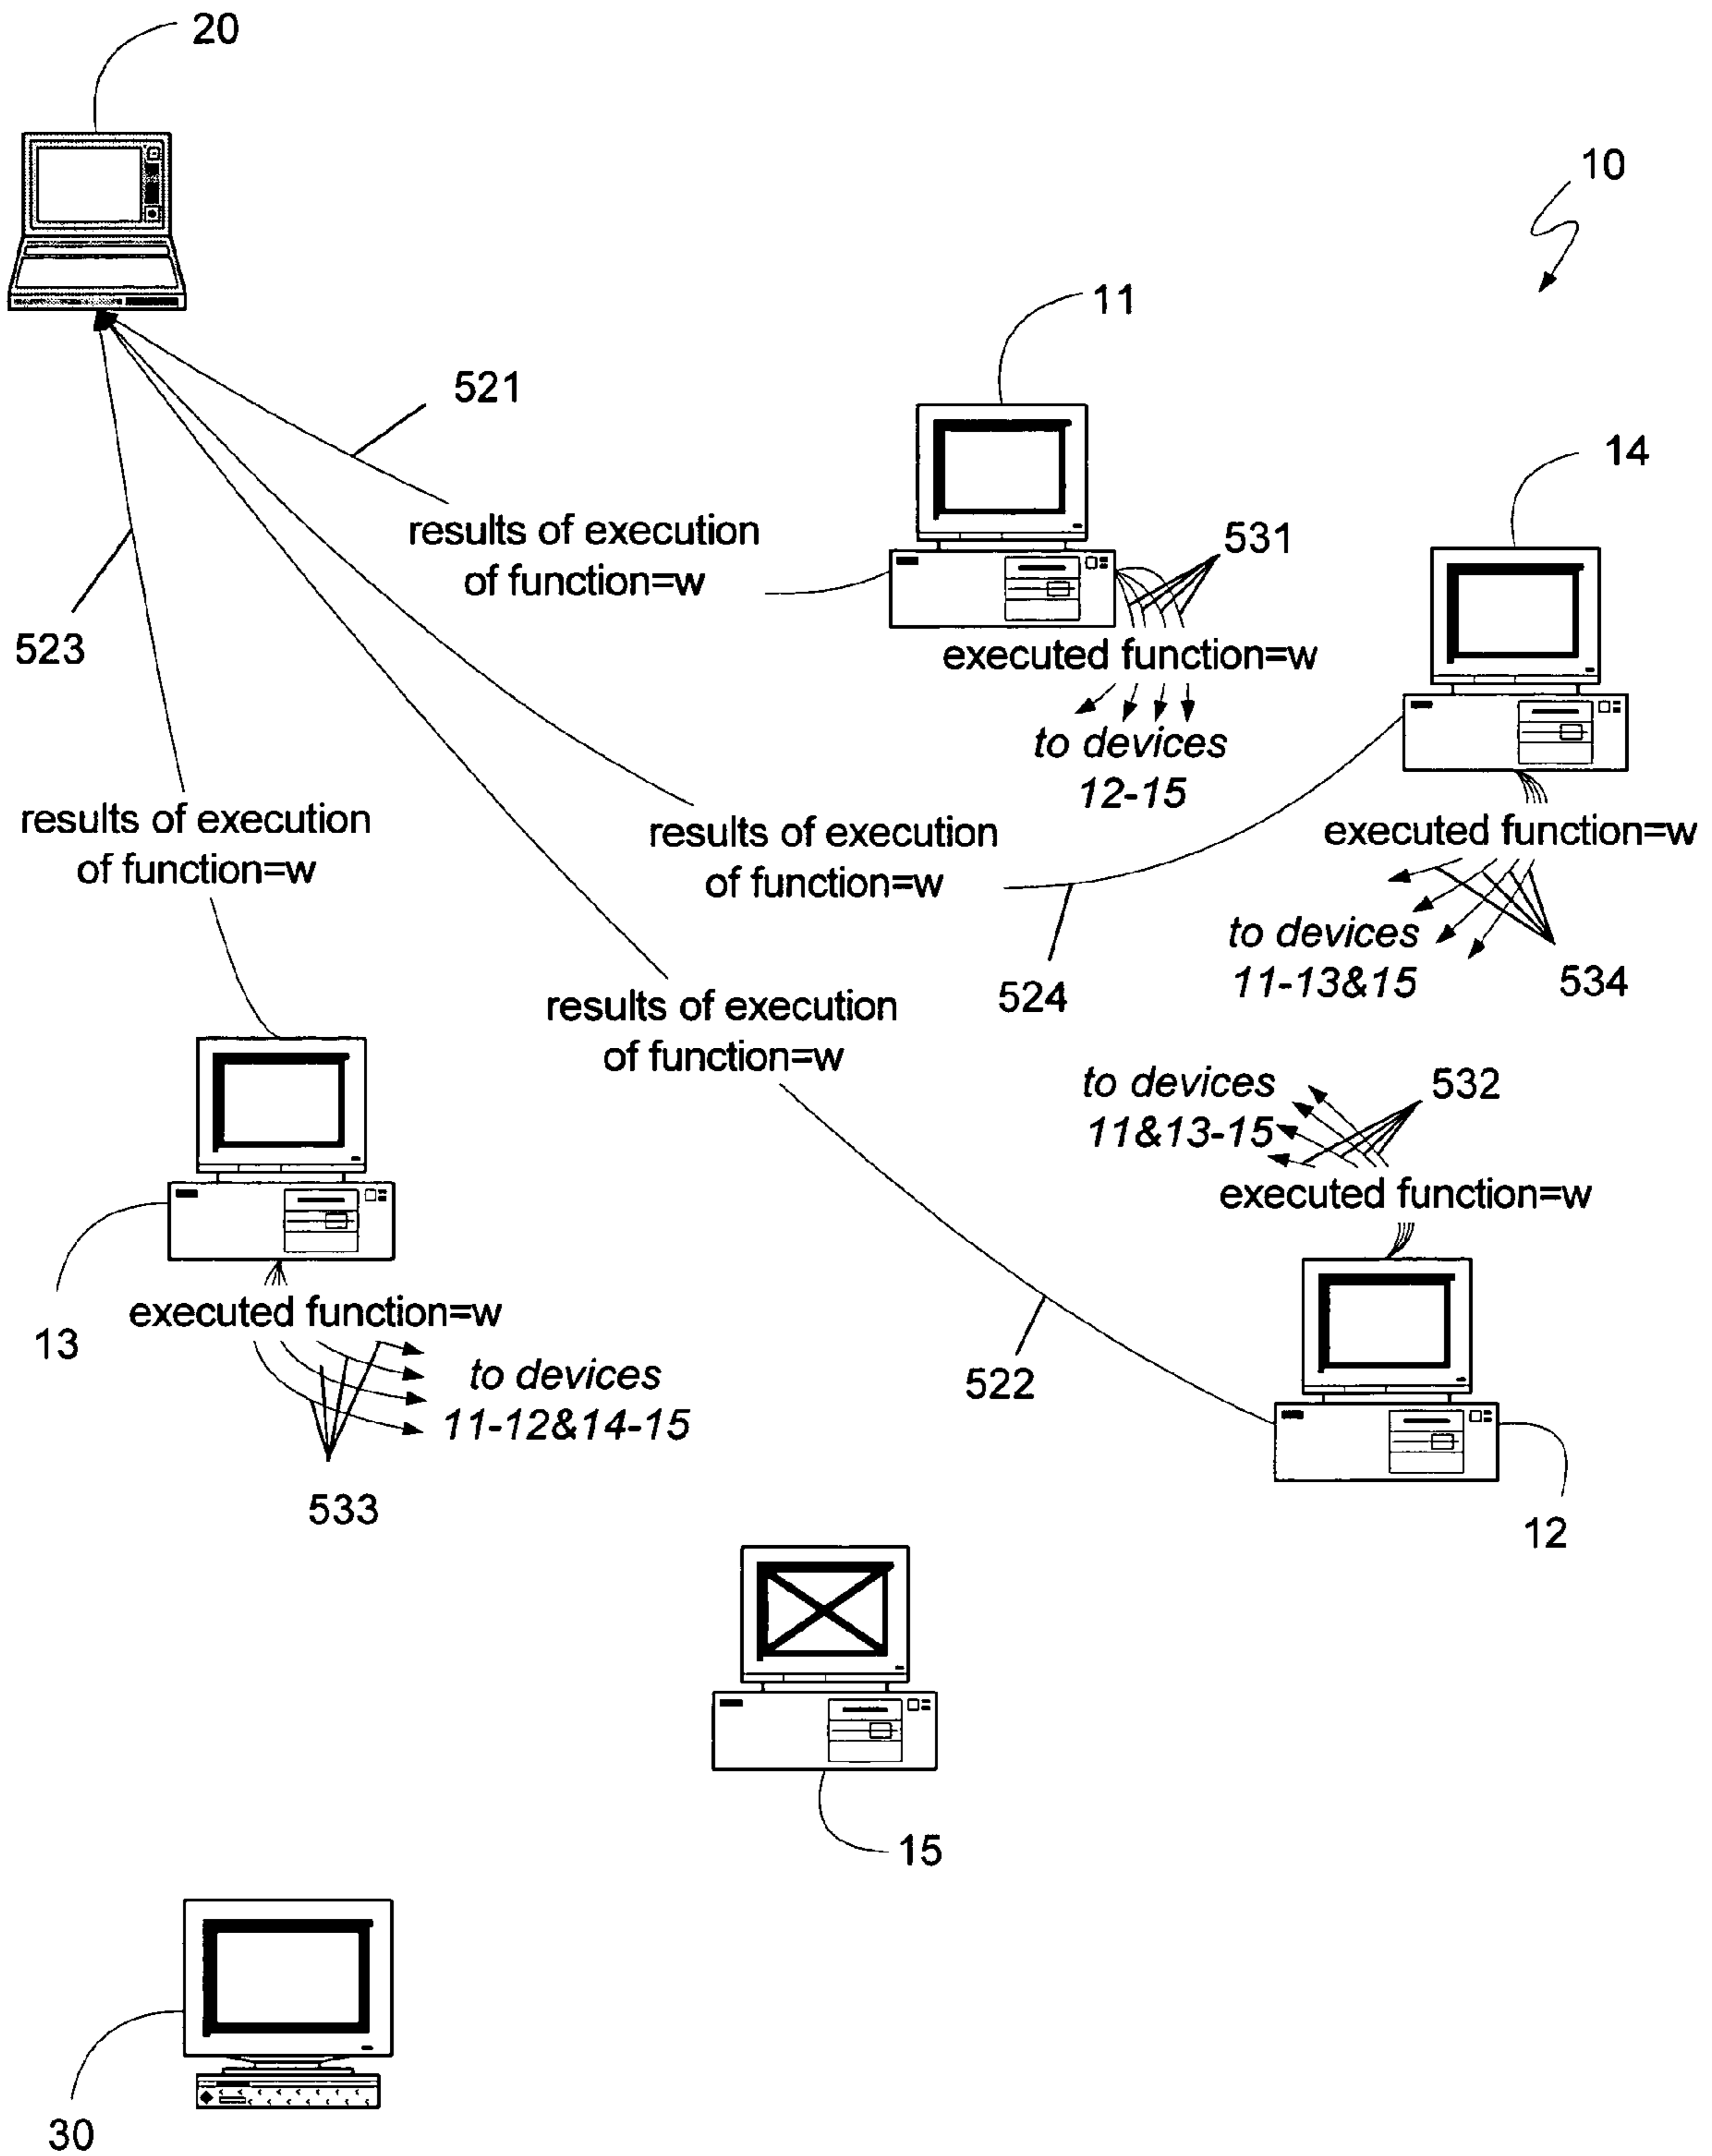 20
10
11
521
14
results of execution
of function=w
531
523
executed function=w
to devices
12-15
results of execution
of function=w
results of execution
of function=w
executed function=w
to devices
11-13&15
534
524
results of execution
of function=w
to devices
11&13-15
532
executed function=w
13
executed function=w
to devices
11-12&14-15
533
522
12
15
30